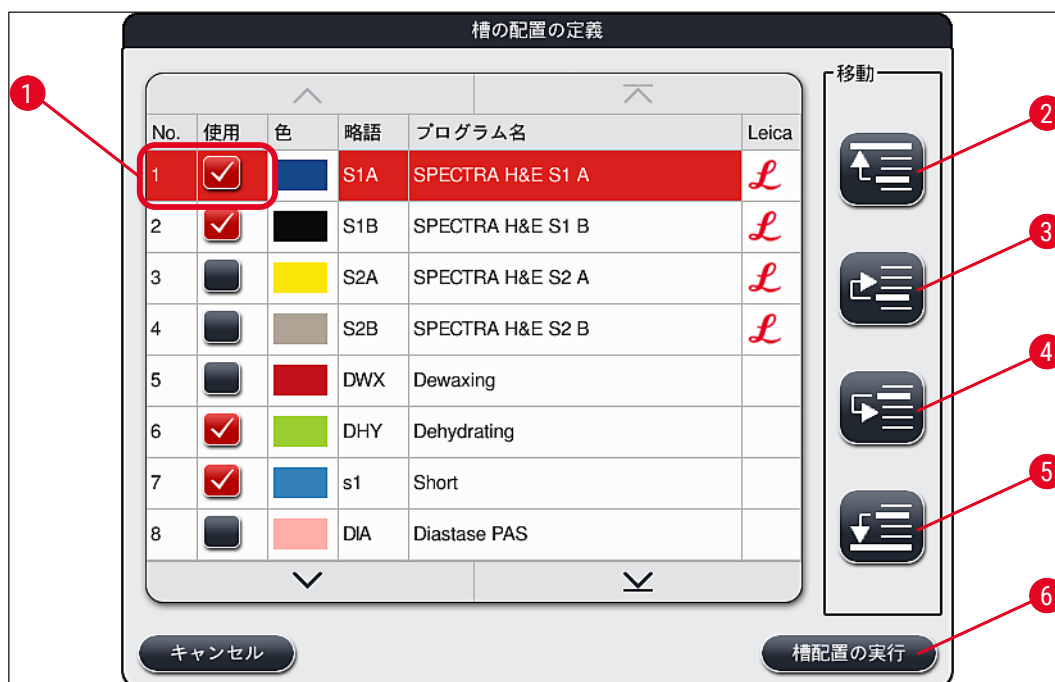 槽の配置の定義
移動
No. 使用 色 略語 プログラム名 Leica
1 S1A SPECTRA H&E S1 A
2 S1B SPECTRA H&E S1 B
3 S2A SPECTRA H&E S2 A
4 S2B SPECTRA H&E S2 B
5 DWX Dewaxing
6 DHY Dehydrating
7 s1 Short
8 DIA Diastase PAS
キャンセル
槽配置の実行
1
2
3
4
5
6